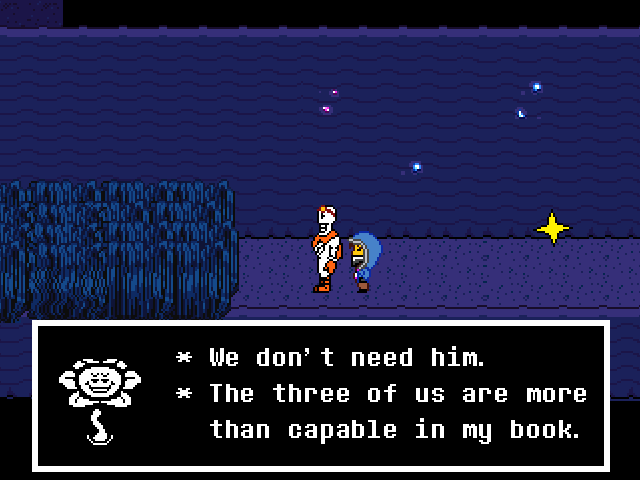 * We don't need him.
* The three of us are more
than capable in my book.